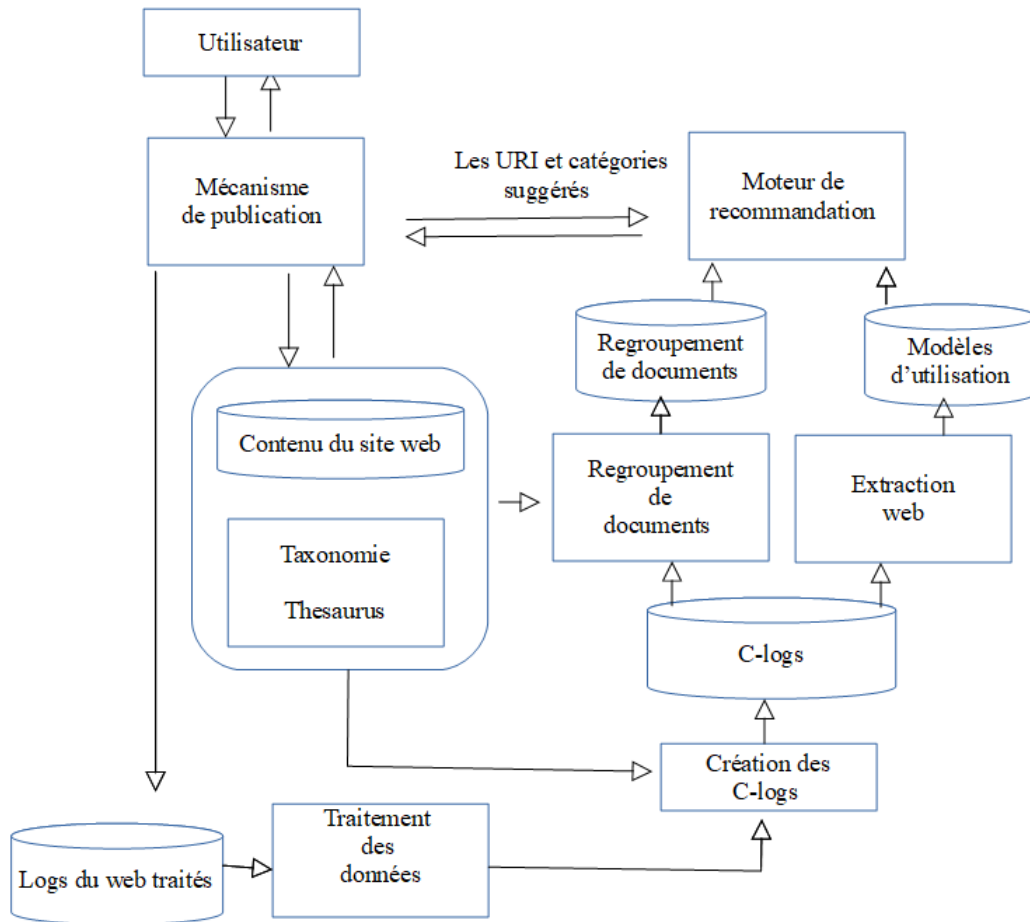 Utilisateur
Mécanisme
de publication
Les URI et catégories
suggérés
Moteur de
recommandation
Regroupement
de documents
Modèles
d’utilisation
Contenu du site web
Regroupement
de
documents
Extraction
web
Taxonomie
Thesaurus
C-logs
Création des
C-logs
Traitement
des
données
Logs du web traités